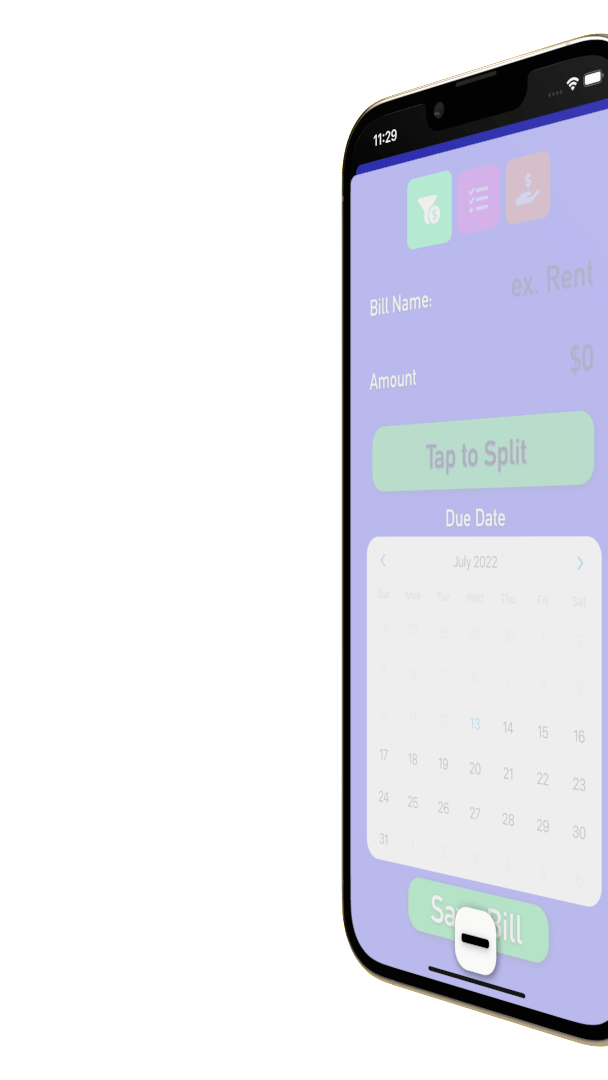 11:29
Bill Name:
ex. Rent
Amount
$0
Tap to Split
Due Date
July 2022
Sun Mon Tue Wed Thu Fri Sat
26 27 28 29 30 1 2
3 4 5 6 7 8 9
10 11 12 13 14 15 16
17 18 19 20 21 22 23
24 25 26 27 28 29 30
31 1 2 3 4 5 6
Bill